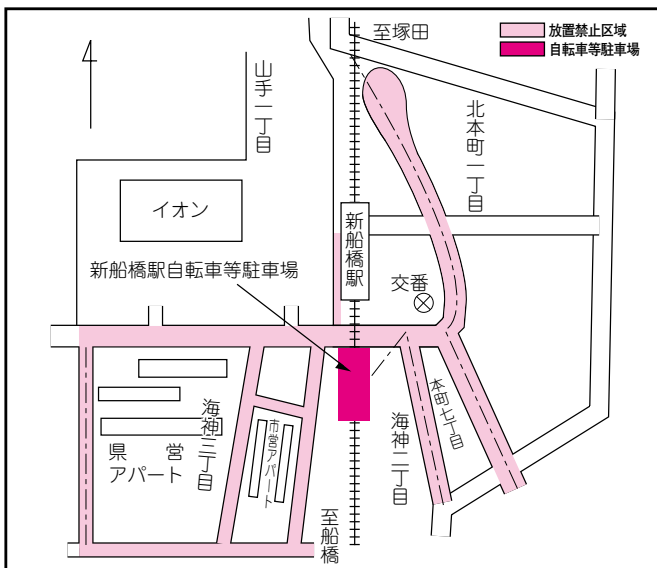 至塚田
放置禁止区域
自転車等駐車場
4
山手一丁目
北本町一丁目
イオン
新船橋駅
新船橋駅自転車等駐車場
交番
本町七丁目
海神三丁目
海神二丁目
市営アパート
県営
アパート
至船橋